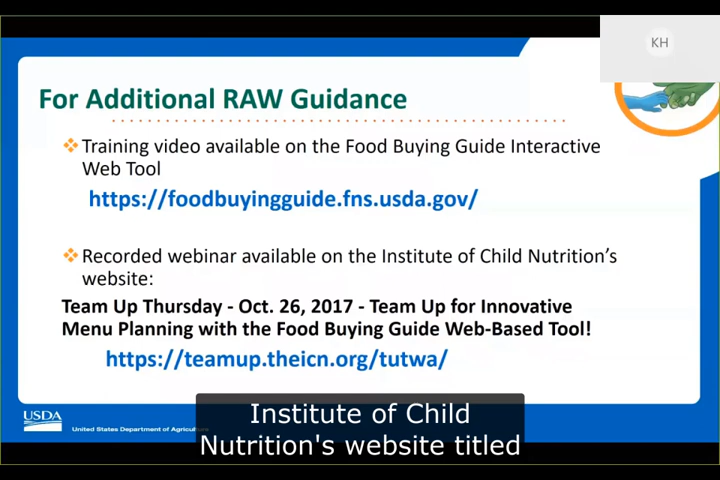 KH
For Additional RAW Guidance
Training video available on the Food Buying Guide Interactive
Web Tool
https://foodbuyingguide.fns.usda.gov/
Recorded webinar available on the Institute of Child Nutrition’s
website:
Team Up Thursday - Oct. 26, 2017 - Team Up for Innovative
Menu Planning with the Food Buying Guide Web-Based Tool!
https://teamup.theicn.org/tutwa/
USDA
United States Department of Agricultur
Institute of Child
Nutrition's website titled